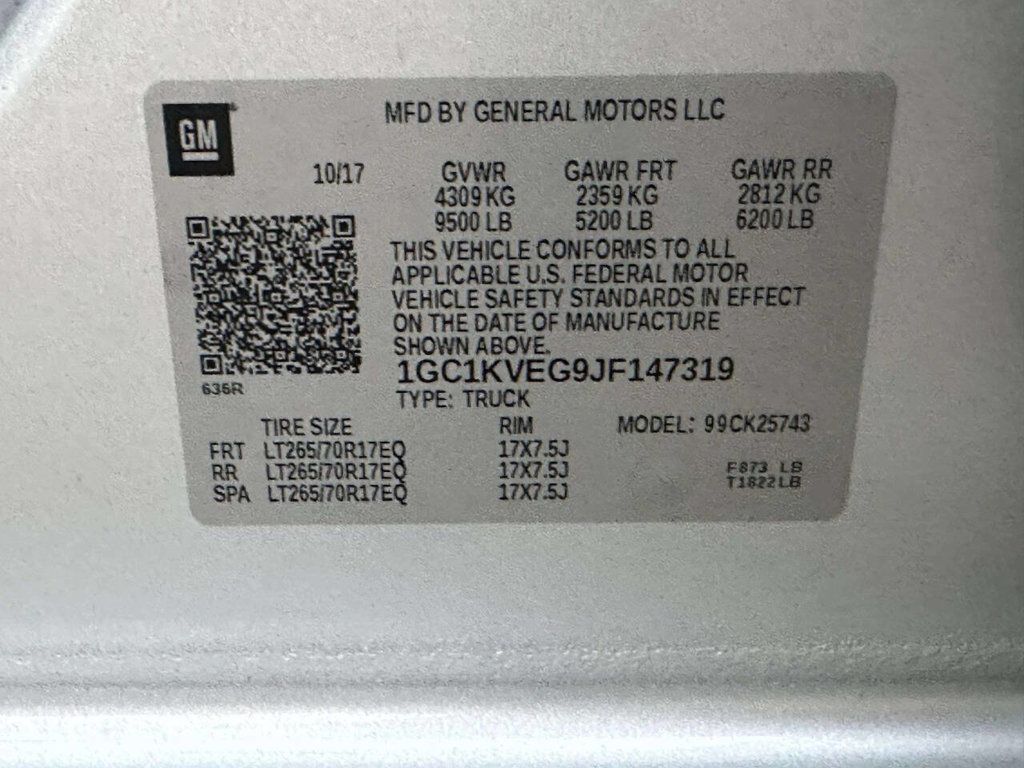 GM
MFD BY GENERAL MOTORS LLC
10/17 GVWR GAWR FRT GAWR RR
4309 KG 2359 KG 2812 KG
9500 LB 5200 LB 6200 LB
THIS VEHICLE CONFORMS TO ALL
APPLICABLE U.S. FEDERAL MOTOR
VEHICLE SAFETY STANDARDS IN EFFECT
ON THE DATE OF MANUFACTURE
SHOWN ABOVE.
1GC1KVEG9JF147319
636R
TYPE: TRUCK
TIRE SIZE RIM MODEL: 99CK25743
FRT LT265/70R17EQ 17X7.5J
RR LT265/70R17EQ 17X7.5J F873 LB
SPA LT265/70R17EQ 17X7.5J T1822LB